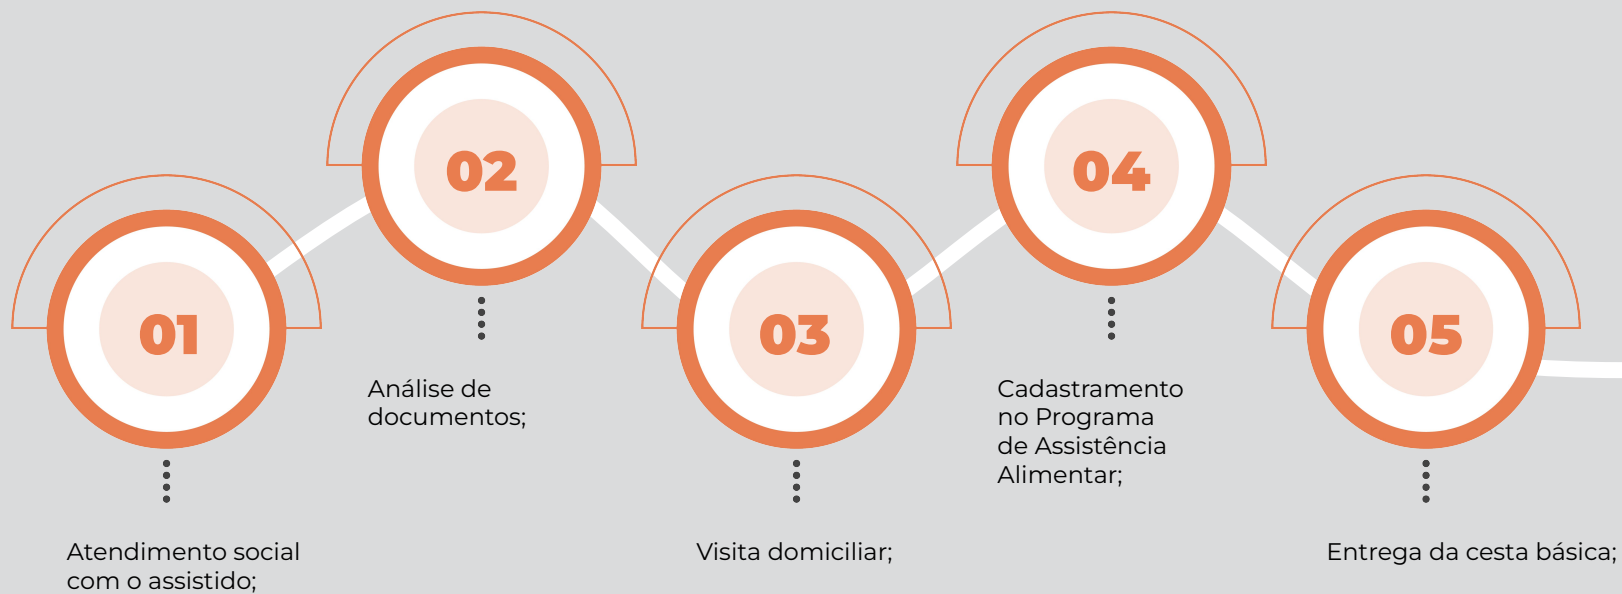 01
Atendimento social
com o assistido;
02
Análise de
documentos;
03
Visita domiciliar;
04
Cadastramento
no Programa
de Assistência
Alimentar;
05
Entrega da cesta básica;